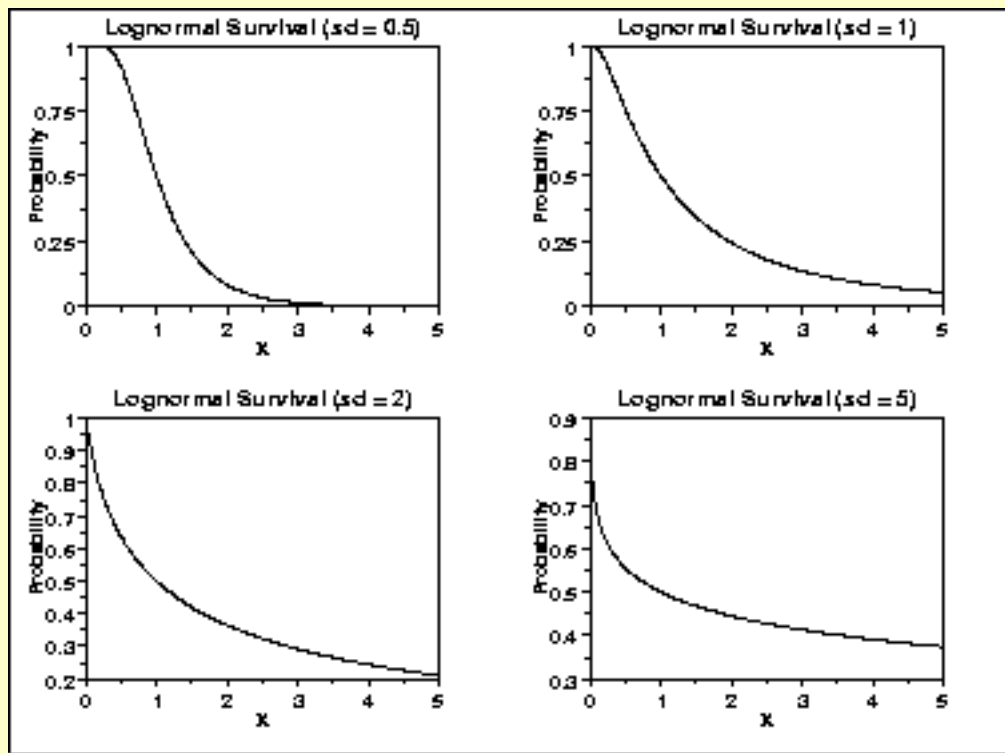 Lognormal Survival (sd = 0.5)
1
0.75
0.5
0.25
0
Probability
0 1 2 3 4 5
X
Lognormal Survival (sd = 1)
1
0.75
0.5
0.25
0
Probability
0 1 2 3 4 5
X
Lognormal Survival (sd = 2)
1
0.9
0.8
0.7
0.6
0.5
0.4
0.3
0.2
Probability
0 1 2 3 4 5
X
Lognormal Survival (sd = 5)
0.9
0.8
0.7
0.6
0.5
0.4
0.3
Probability
0 1 2 3 4 5
X